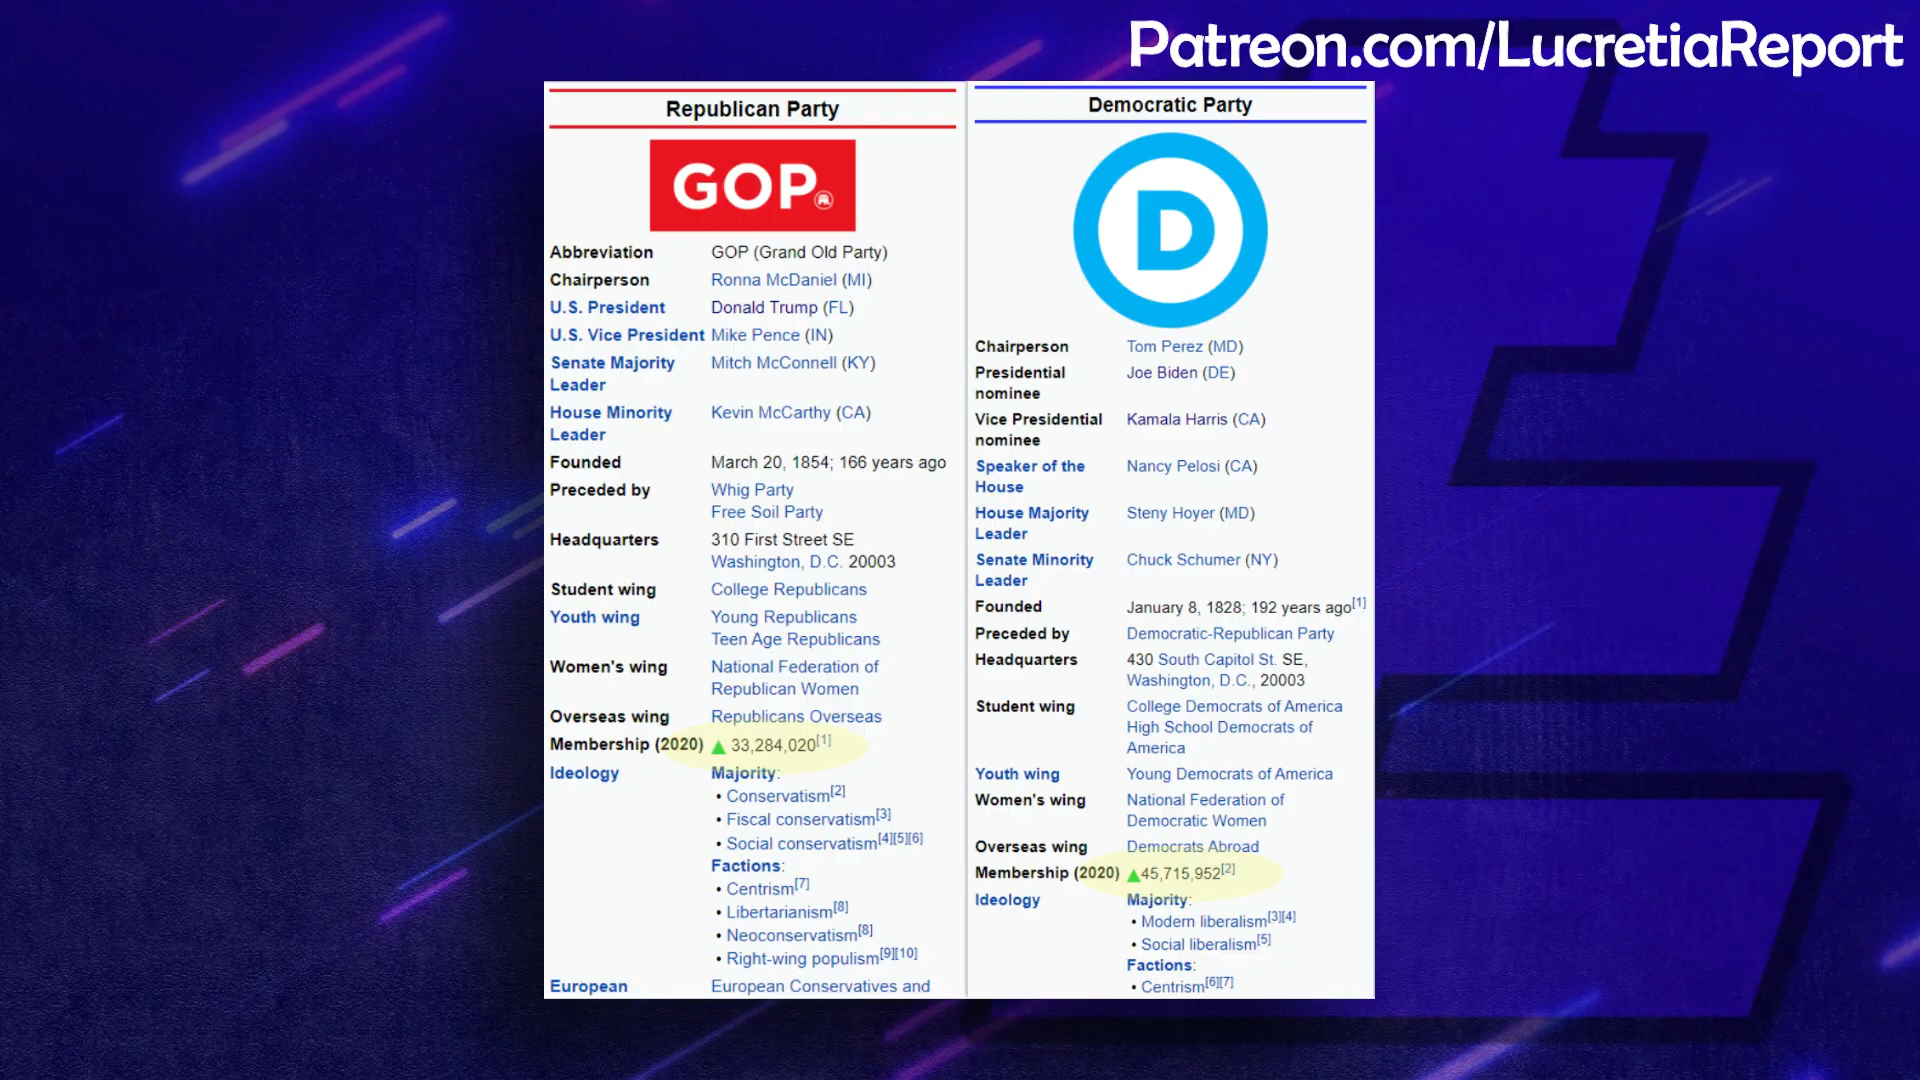 Patreon.com/LucretiaReport
Republican Party
GOP
Abbreviation GOP (Grand Old Party)
Chairperson Ronna McDaniel (MI)
U.S. President Donald Trump (FL)
U.S. Vice President Mike Pence (IN)
Senate Majority Leader Mitch McConnell (KY)
House Minority Leader Kevin McCarthy (CA)
Founded March 20, 1854; 166 years ago
Preceded by Whig Party
Free Soil Party
Headquarters 310 First Street SE
Washington, D.C. 20003
Student wing College Republicans
Youth wing Young Republicans
Teen Age Republicans
Women's wing National Federation of
Republican Women
Overseas wing Republicans Overseas
Membership (2020) ▲ 33,284,020[1]
Ideology Majority:
• Conservatism[2]
• Fiscal conservatism[3]
• Social conservatism[4][5][6]
Factions:
• Centrism[7]
• Libertarianism[8]
• Neoconservatism[8]
• Right-wing populism[9][10]
European European Conservatives and
Democratic Party
D
Chairperson Tom Perez (MD)
Presidential nominee Joe Biden (DE)
Vice Presidential nominee Kamala Harris (CA)
Speaker of the House Nancy Pelosi (CA)
House Majority Leader Steny Hoyer (MD)
Senate Minority Leader Chuck Schumer (NY)
Founded January 8, 1828; 192 years ago[1]
Preceded by Democratic-Republican Party
Headquarters 430 South Capitol St. SE,
Washington, D.C., 20003
Student wing College Democrats of America
High School Democrats of
America
Youth wing Young Democrats of America
Women's wing National Federation of
Democratic Women
Overseas wing Democrats Abroad
Membership (2020) ▲45,715,952[2]
Ideology Majority:
• Modern liberalism[3][4]
• Social liberalism[5]
Factions:
• Centrism[6][7]